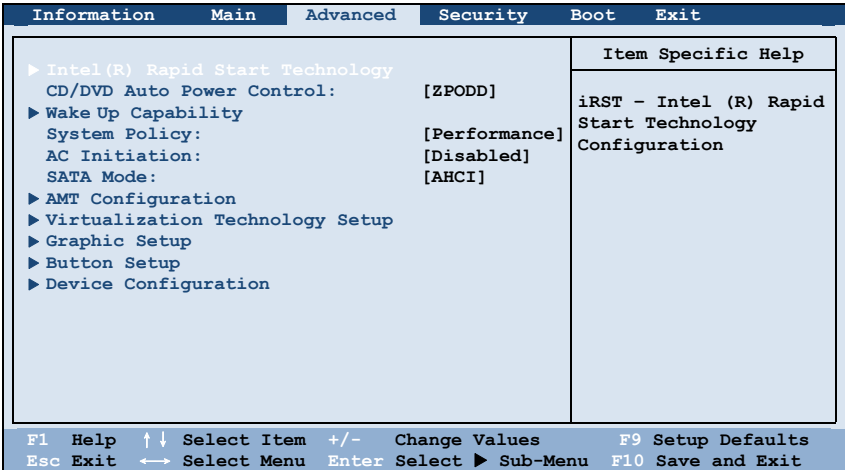 Information Main Advanced Security Boot Exit
Intel(R) Rapid Start Technology
CD/DVD Auto Power Control: [ZPODD]
Wake Up Capability
System Policy: [Performance]
AC Initiation: [Disabled]
SATA Mode: [AHCI]
AMT Configuration
Virtualization Technology Setup
Graphic Setup
Button Setup
Device Configuration
Item Specific Help
iRST – Intel (R) Rapid
Start Technology
Configuration
F1 Help ↑↓ Select Item +/- Change Values F9 Setup Defaults
Esc Exit ←→ Select Menu Enter Select ▶ Sub-Menu F10 Save and Exit